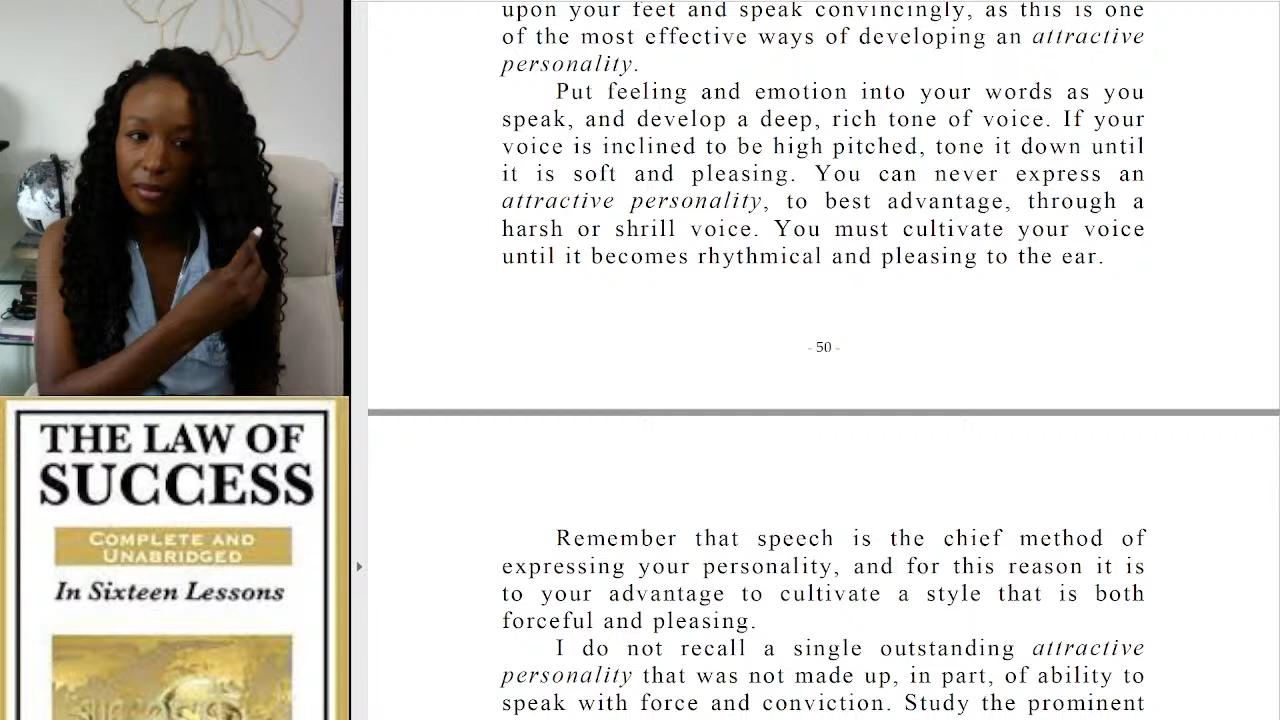 upon your feet and speak convincingly, as this is one
of the most effective ways of developing an attractive
personality.
Put feeling and emotion into your words as you
speak, and develop a deep, rich tone of voice. If your
voice is inclined to be high pitched, tone it down until
it is soft and pleasing. You can never express an
attractive personality, to best advantage, through a
harsh or shrill voice. You must cultivate your voice
until it becomes rhythmical and pleasing to the ear.
- 50 -
Remember that speech is the chief method of
expressing your personality, and for this reason it is
to your advantage to cultivate a style that is both
forceful and pleasing.
I do not recall a single outstanding attractive
personality that was not made up, in part, of ability to
speak with force and conviction. Study the prominent
THE LAW OF
SUCCESS
COMPLETE AND
UNABRIDGED
In Sixteen Lessons